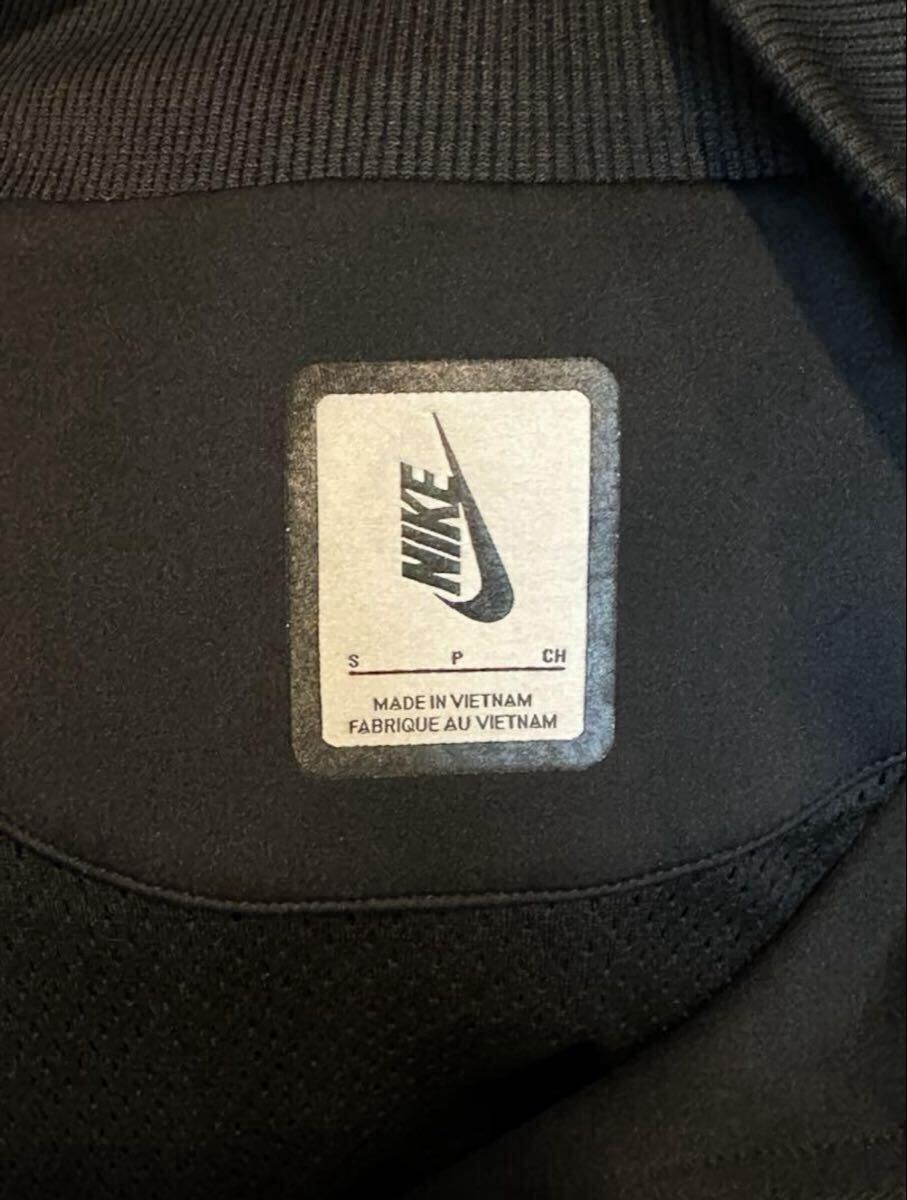 NIKE
S P CH
MADE IN VIETNAM
FABRIQUE AU VIETNAM